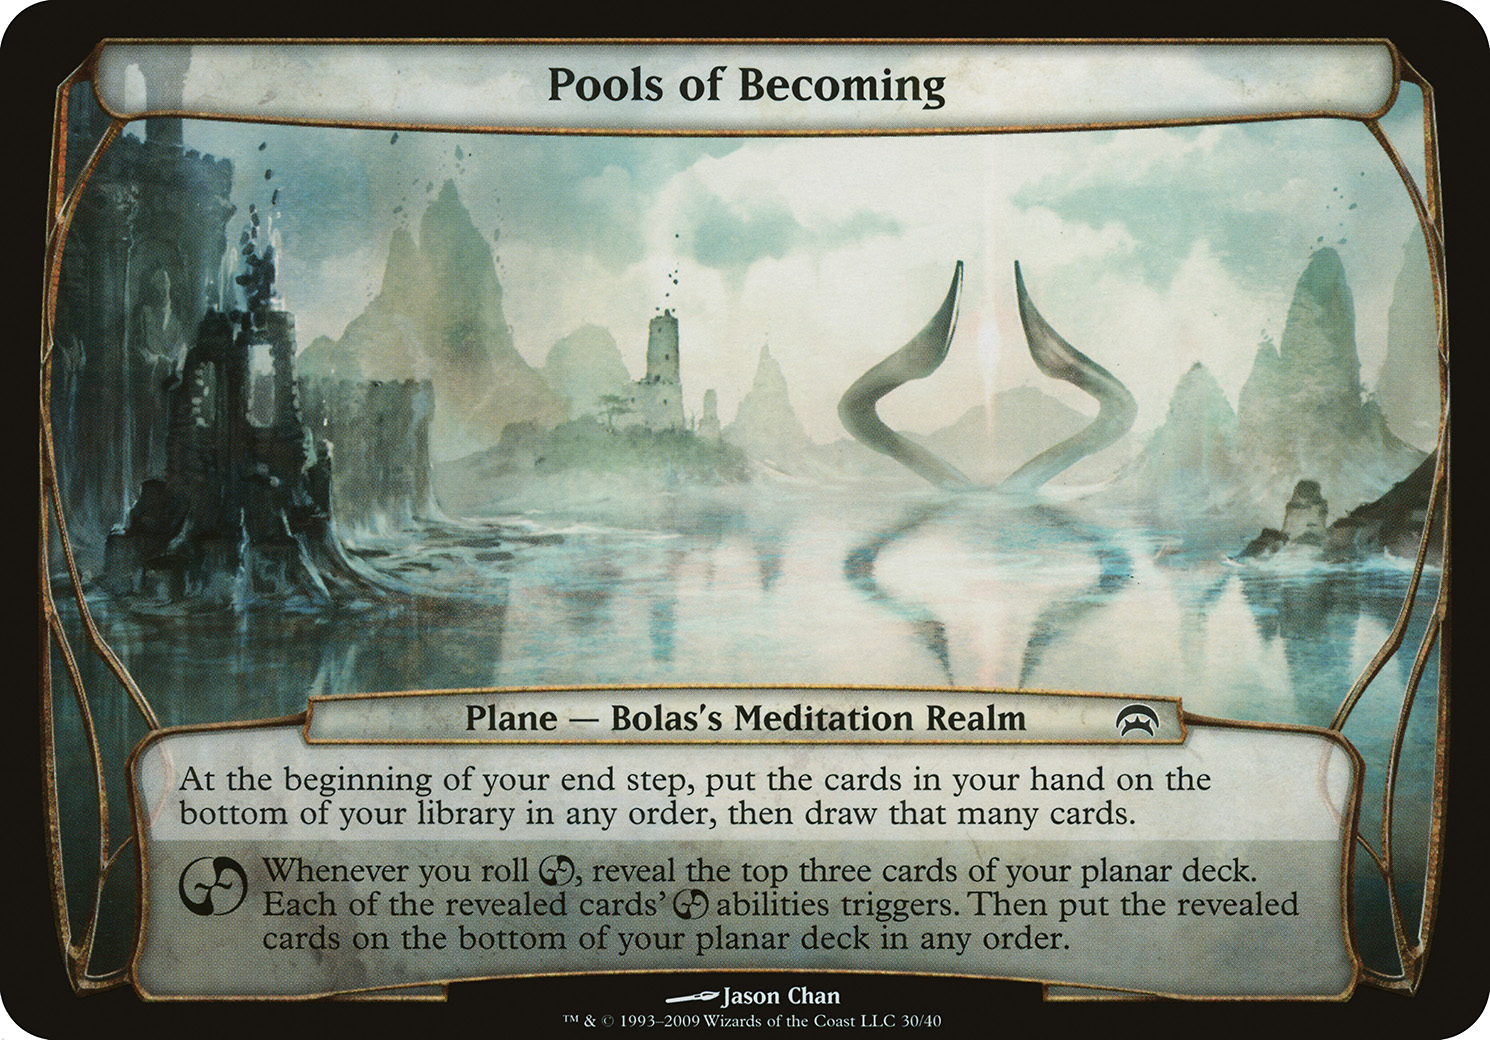 Pools of Becoming
Plane — Bolas's Meditation Realm
At the beginning of your end step, put the cards in your hand on the
bottom of your library in any order, then draw that many cards.
Whenever you roll , reveal the top three cards of your planar deck.
Each of the revealed cards' abilities triggers. Then put the revealed
cards on the bottom of your planar deck in any order.
Jason Chan
™ & © 1993–2009 Wizards of the Coast LLC 30/40